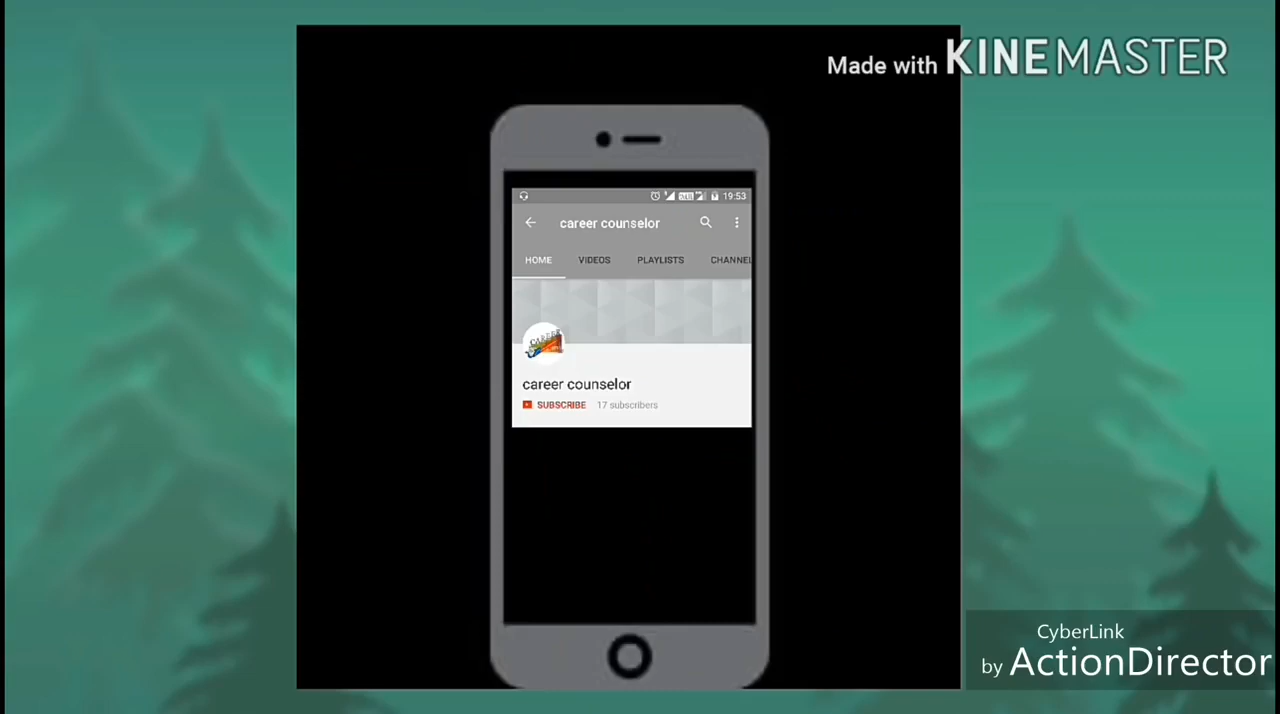 Made with KINEMASTER
19:53
career counselor
HOME VIDEOS PLAYLISTS CHANNEL
CAREER
career counselor
SUBSCRIBE 17 subscribers
CyberLink
by ActionDirector